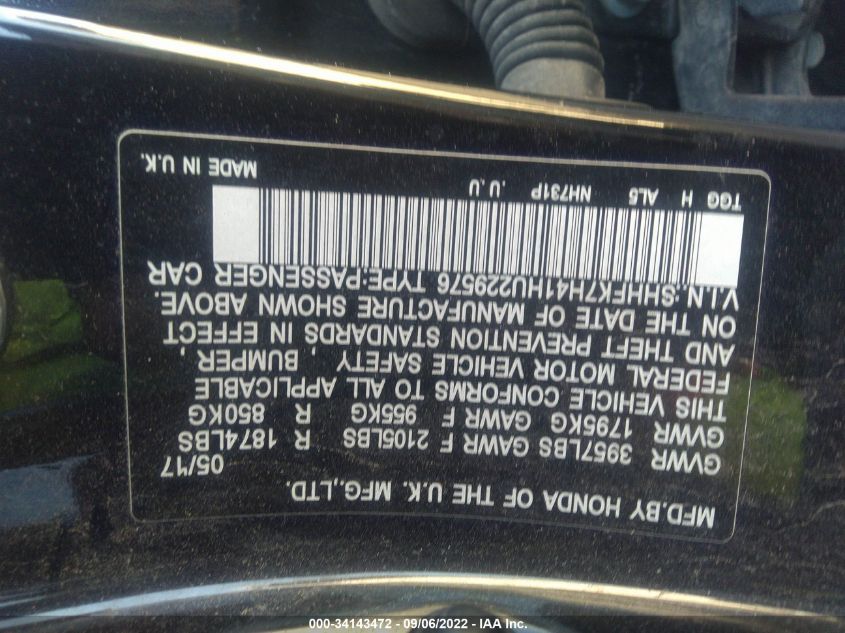 MFD.BY HONDA OF THE U.K. MFG.,LTD.
05/17
GVWR 3957LBS GAWR F 2105LBS R 1874LBS
GVWR 1795KG GAWR F 955KG R 850KG
THIS VEHICLE CONFORMS TO ALL APPLICABLE
FEDERAL MOTOR VEHICLE SAFETY , BUMPER ,
AND THEFT PREVENTION STANDARDS IN EFFECT
ON THE DATE OF MANUFACTURE SHOWN ABOVE.
V.I.N.:SHHFK7H41HU229576 TYPE:PASSENGER CAR
TGG H AL5 NH731P .U,U MADE IN U.K.
000-34143472 - 09/06/2022 - IAA Inc.